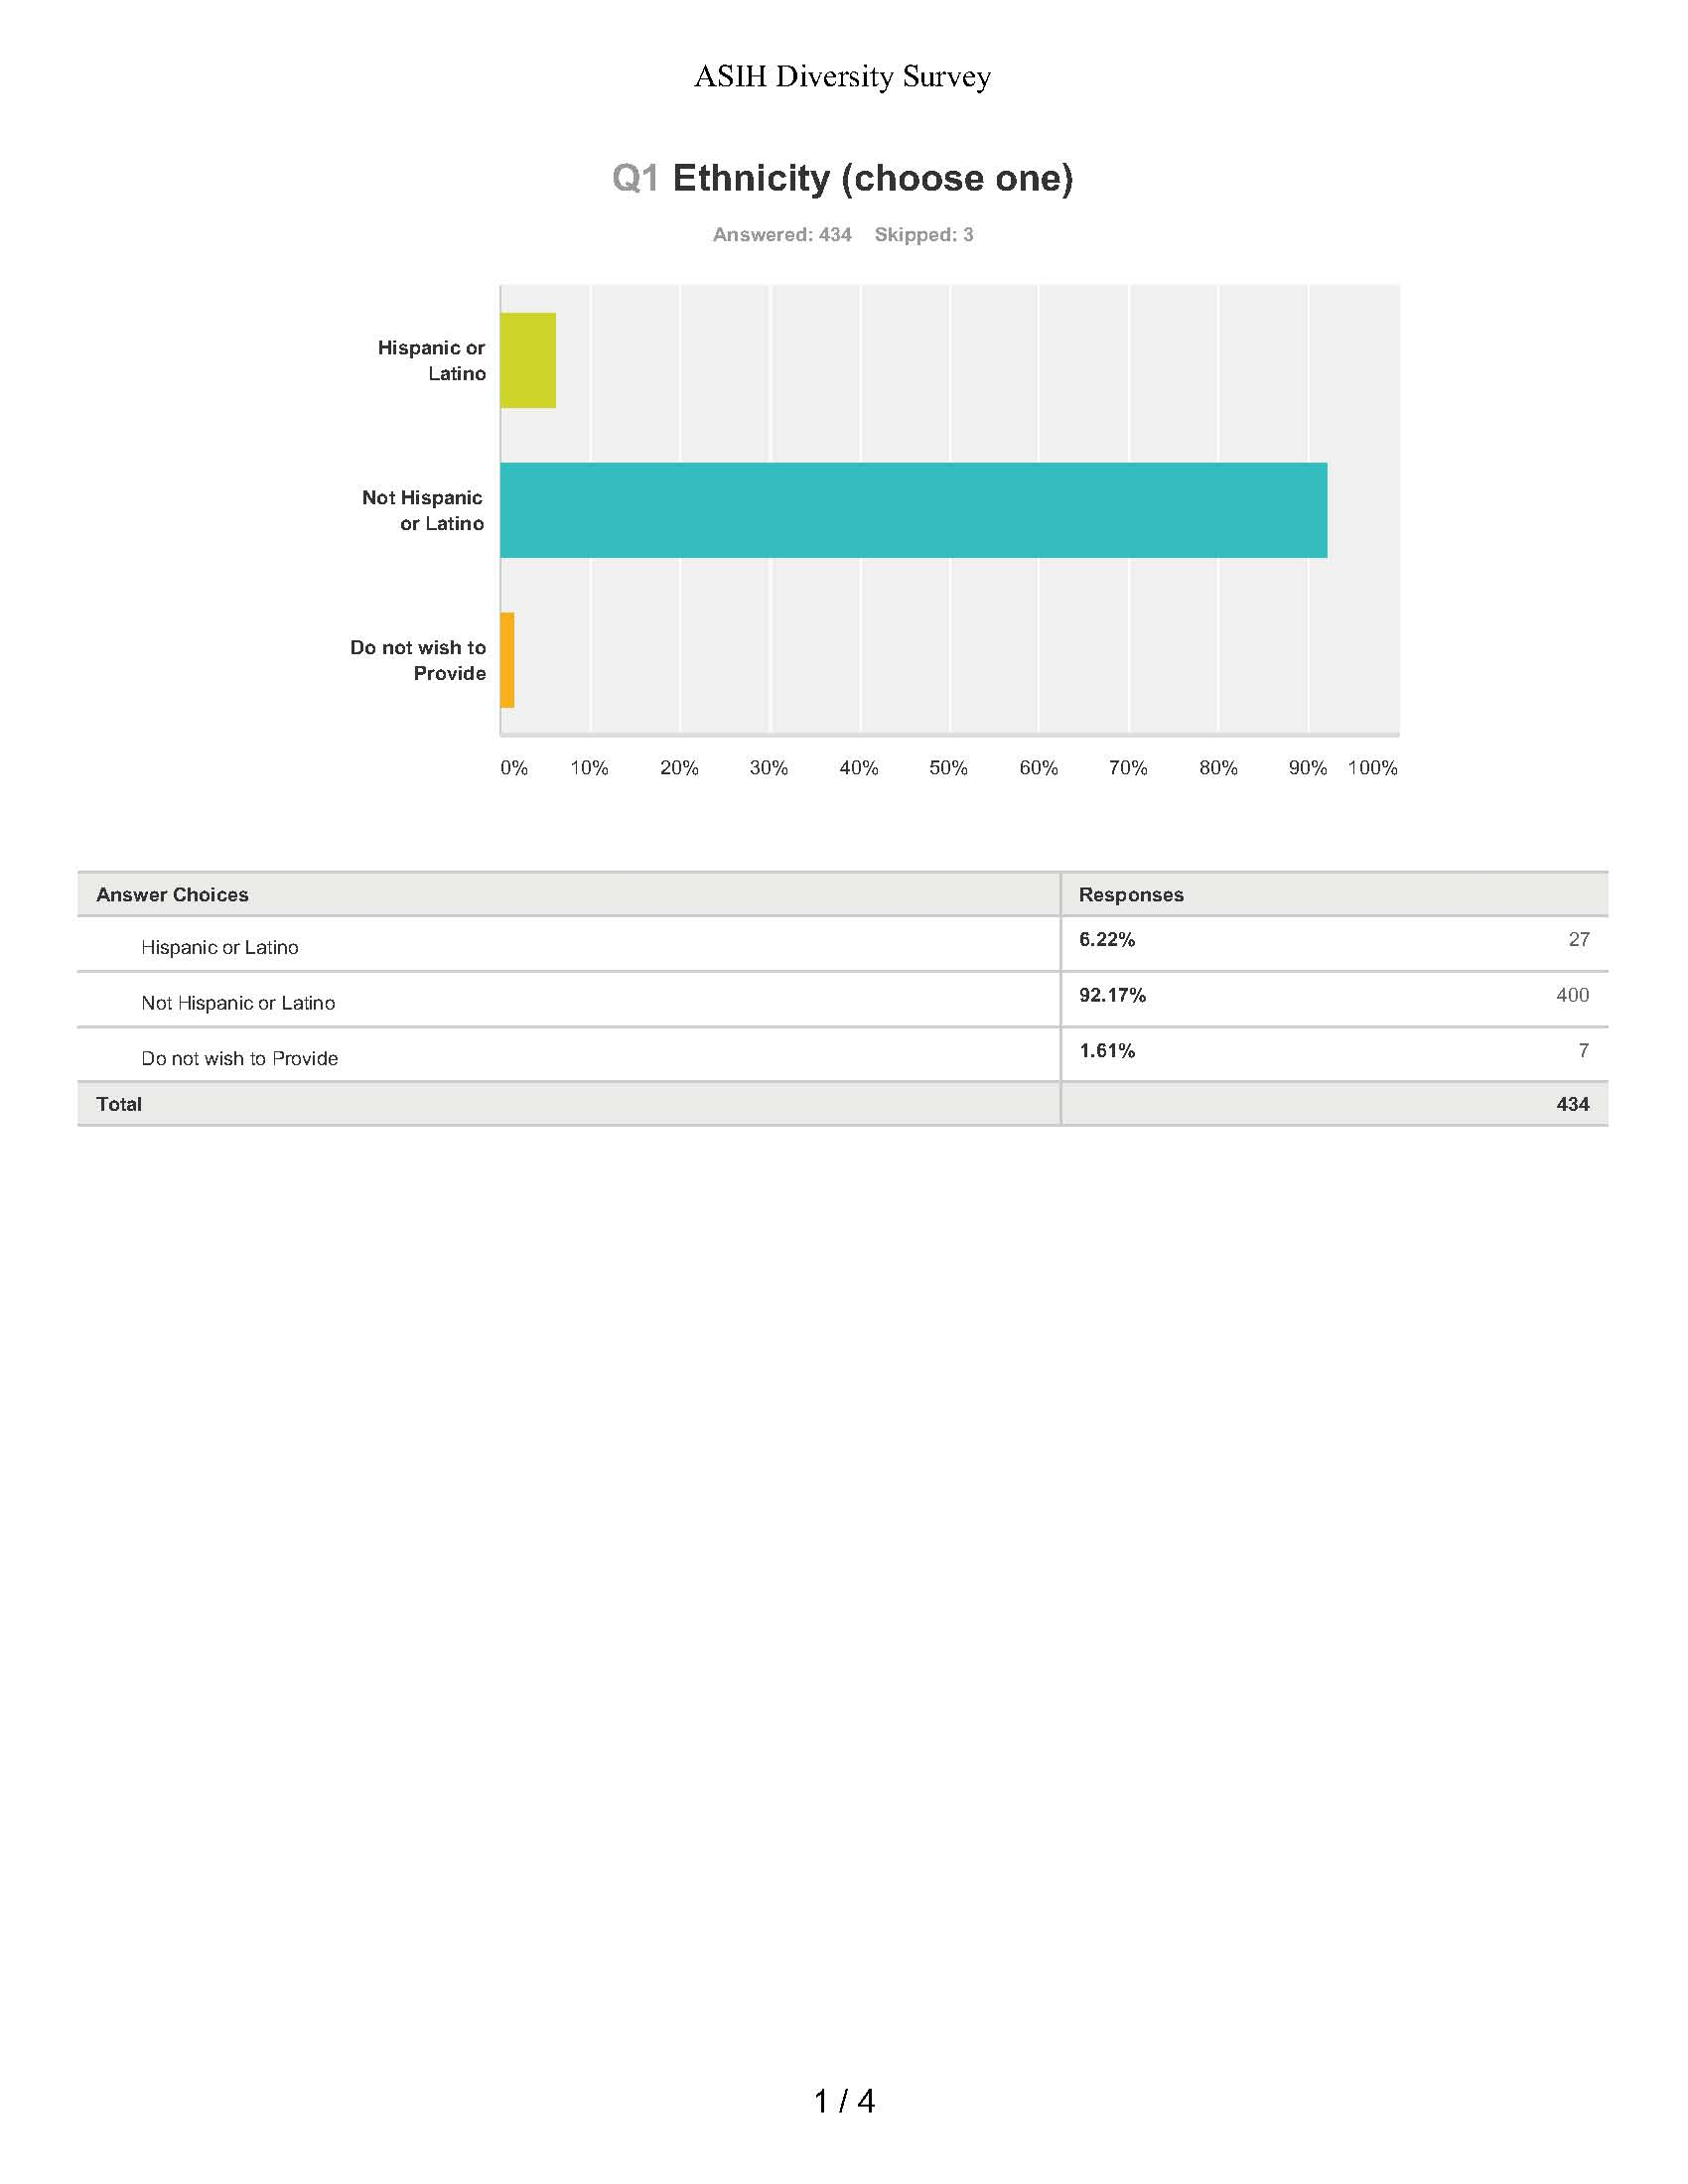 ASIH Diversity Survey
Q1 Ethnicity (choose one)
Answered: 434 Skipped: 3
Hispanic or
Latino
Not Hispanic
or Latino
Do not wish to
Provide
0% 10% 20% 30% 40% 50% 60% 70% 80% 90% 100%
Answer Choices Responses
Hispanic or Latino 6.22% 27
Not Hispanic or Latino 92.17% 400
Do not wish to Provide 1.61% 7
Total 434
1 / 4